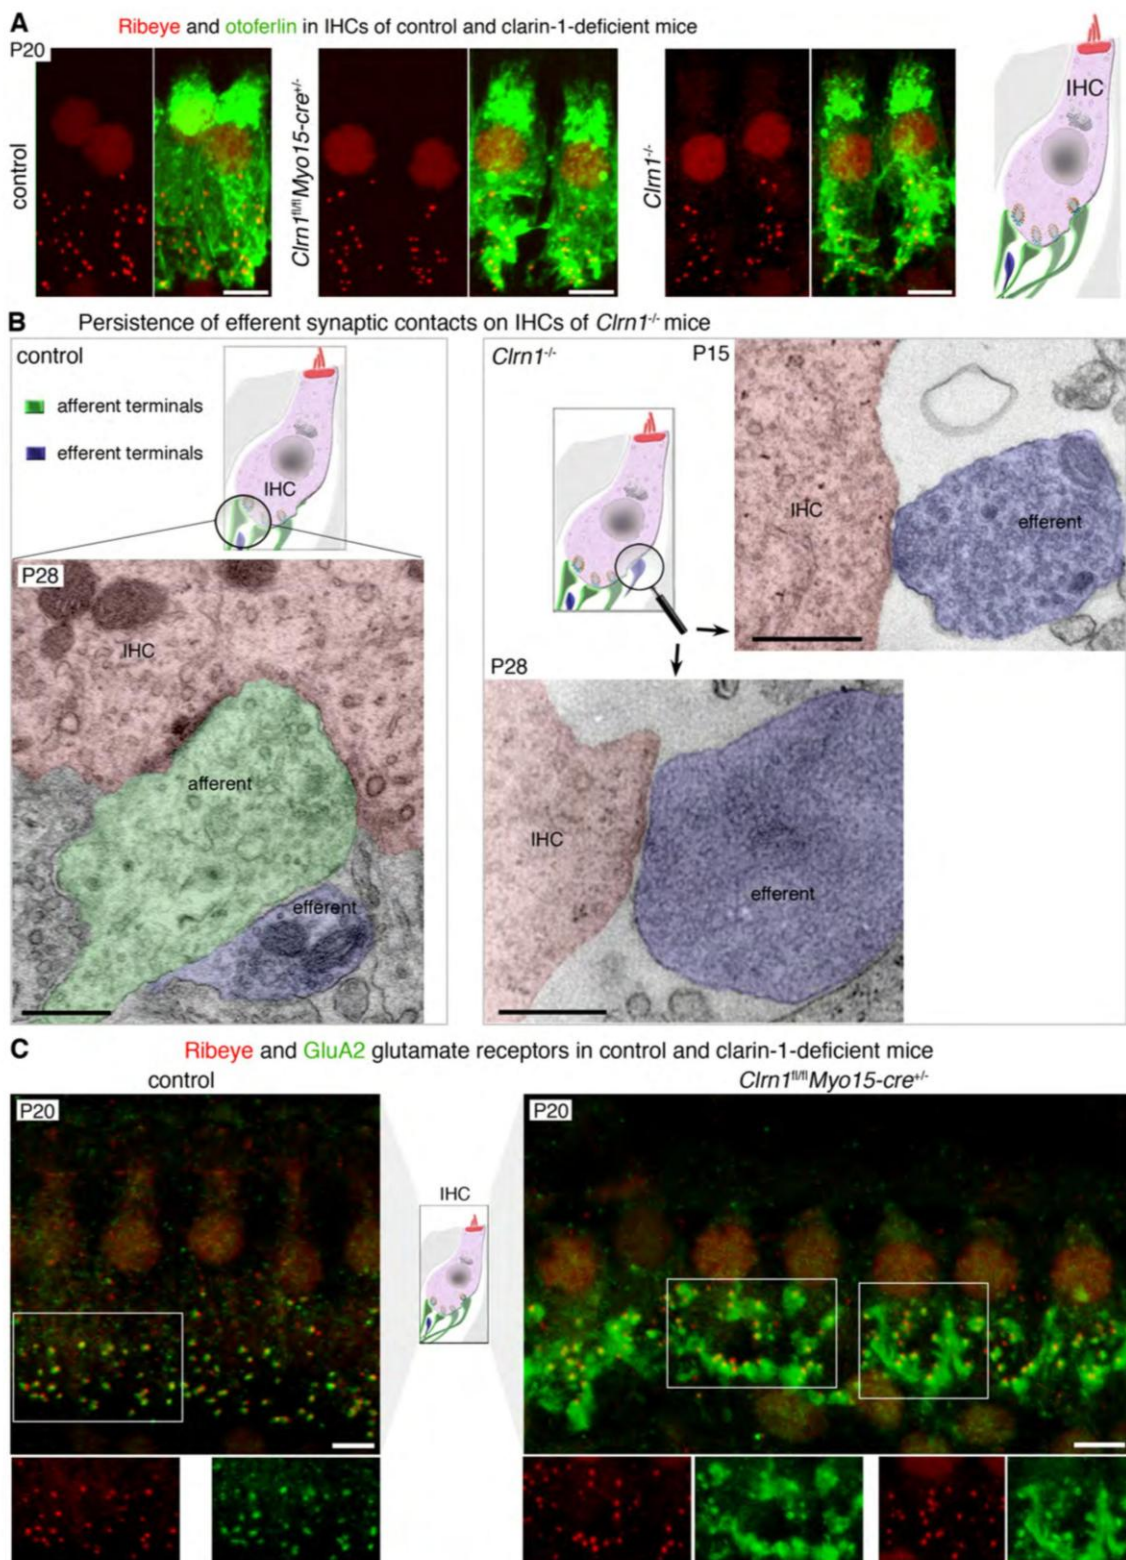 A
Ribeye and otoferlin in IHCs of control and clarin-1-deficient mice
P20
control
Clrn1fl/fl Myo15-cre+/-
Clrn1-/-
IHC
B
Persistence of efferent synaptic contacts on IHCs of Clrn1-/- mice
control
afferent terminals
efferent terminals
IHC
P28
IHC
afferent
efferent
Clrn1-/-
P15
IHC
efferent
P28
IHC
efferent
C
Ribeye and GluA2 glutamate receptors in control and clarin-1-deficient mice
control
Clrn1fl/fl Myo15-cre+/-
P20
IHC
P20